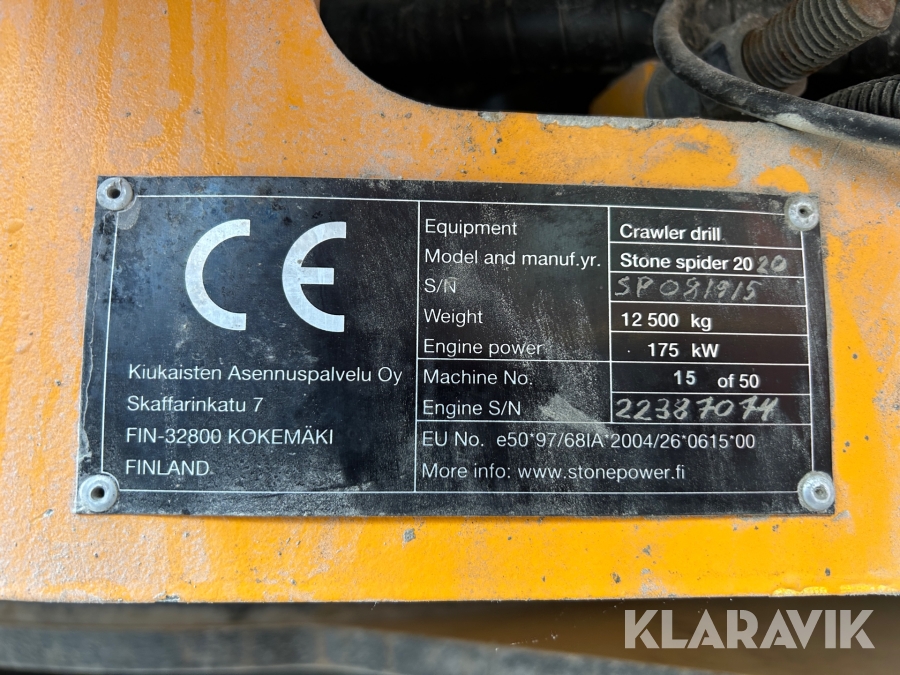 CE
Kiukaisten Asennuspalvelu Oy
Skaffarinkatu 7
FIN-32800 KOKEMÄKI
FINLAND
Equipment Crawler drill
Model and manuf.yr. Stone spider 2020
S/N SP081915
Weight 12 500 kg
Engine power 175 kW
Machine No. 15 of 50
Engine S/N 22387074
EU No. e50*97/68IA*2004/26*0615*00
More info: www.stonepower.fi
KLARAVIK